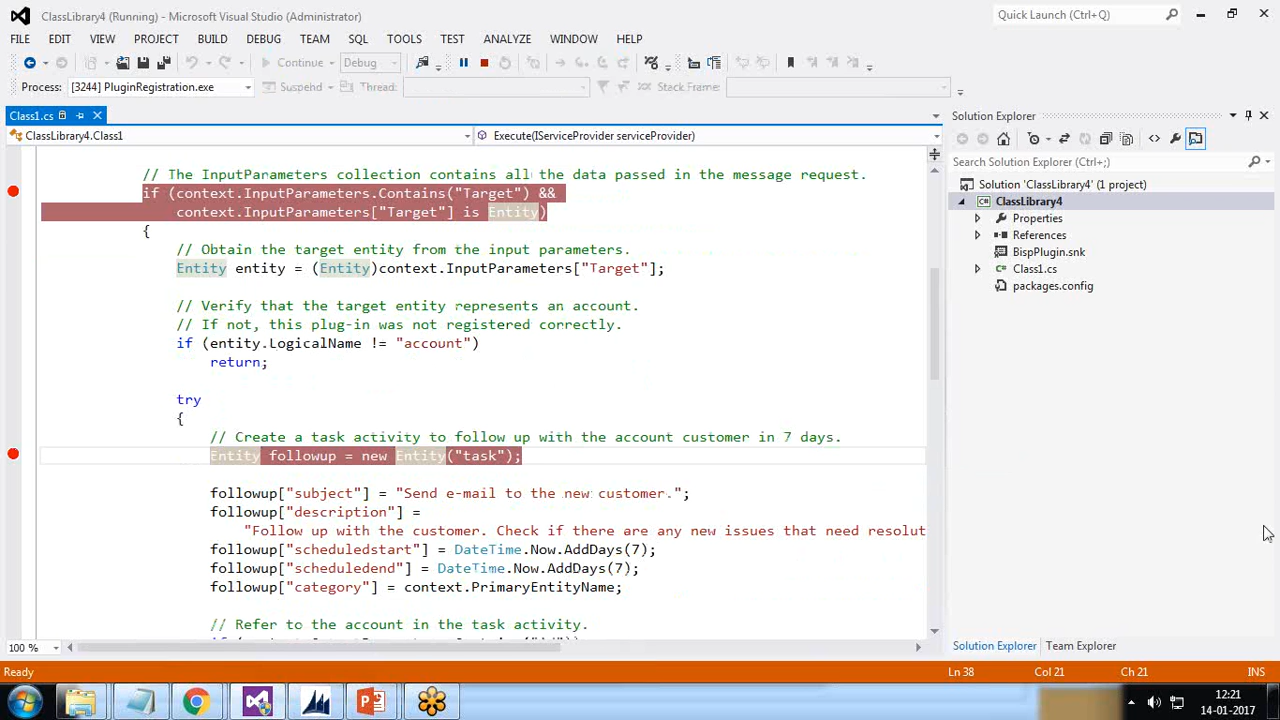 ClassLibrary4 (Running) - Microsoft Visual Studio (Administrator)
Quick Launch (Ctrl+Q)
FILE EDIT VIEW PROJECT BUILD DEBUG TEAM SQL TOOLS TEST ANALYZE WINDOW HELP
Continue Debug
Process: [3244] PluginRegistration.exe Suspend Thread: Stack Frame:
Class1.cs
Solution Explorer
ClassLibrary4.Class1 Execute(IServiceProvider serviceProvider)
Search Solution Explorer (Ctrl+;)
Solution 'ClassLibrary4' (1 project)
ClassLibrary4
Properties
References
BispPlugin.snk
Class1.cs
packages.config
// The InputParameters collection contains all the data passed in the message request.
if (context.InputParameters.Contains("Target") &&
context.InputParameters["Target"] is Entity)
{
// Obtain the target entity from the input parameters.
Entity entity = (Entity)context.InputParameters["Target"];
// Verify that the target entity represents an account.
// If not, this plug-in was not registered correctly.
if (entity.LogicalName != "account")
return;
try
{
// Create a task activity to follow up with the account customer in 7 days.
Entity followup = new Entity("task");
followup["subject"] = "Send e-mail to the new customer.";
followup["description"] =
"Follow up with the customer. Check if there are any new issues that need resolut
followup["scheduledstart"] = DateTime.Now.AddDays(7);
followup["scheduledend"] = DateTime.Now.AddDays(7);
followup["category"] = context.PrimaryEntityName;
// Refer to the account in the task activity.
100 %
Solution Explorer Team Explorer
Ready Ln 38 Col 21 Ch 21 INS
12:21
14-01-2017